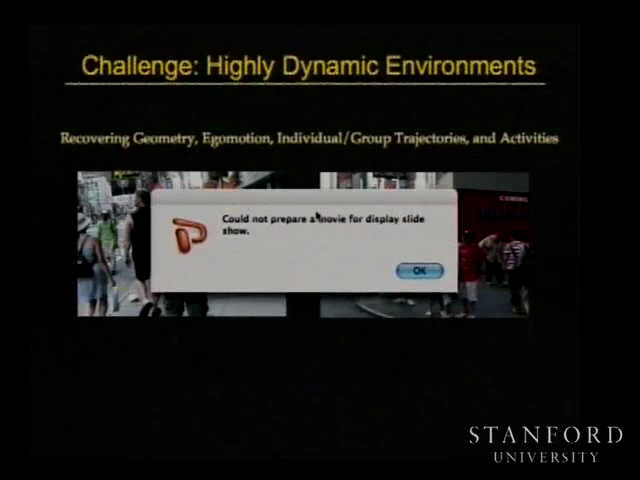 Challenge: Highly Dynamic Environments
Recovering Geometry, Egomotion, Individual/Group Trajectories, and Activities
COMING
Could not prepare a movie for display slide
show.
OK
STANFORD
UNIVERSITY